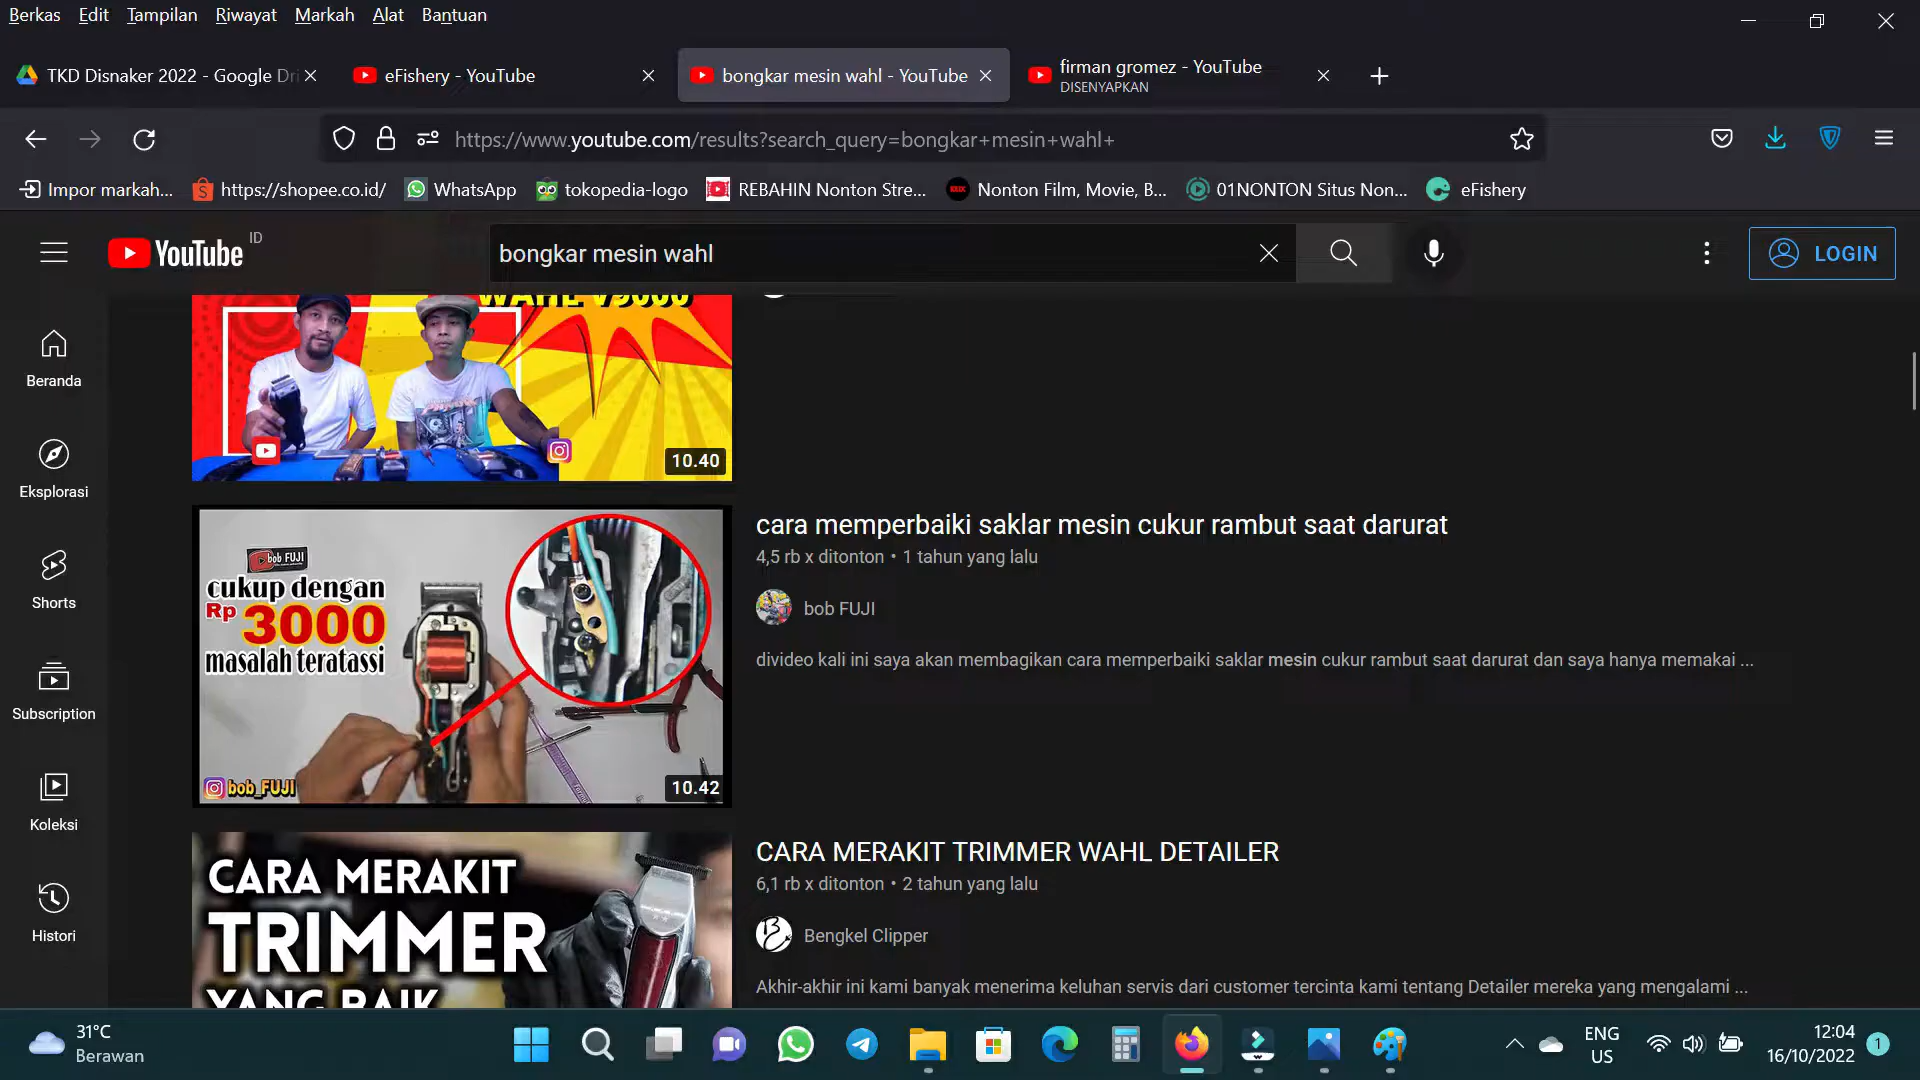 Berkas Edit Tampilan Riwayat Markah Alat Bantuan
TKD Disnaker 2022 - Google Dri
eFishery - YouTube
bongkar mesin wahl - YouTube
firman gromez - YouTube
DISENYAPKAN
https://www.youtube.com/results?search_query=bongkar+mesin+wahl+
Impor markah... https://shopee.co.id/ WhatsApp tokopedia-logo REBAHIN Nonton Stre... Nonton Film, Movie, B... 01NONTON Situs Non... eFishery
YouTube ID
bongkar mesin wahl
LOGIN
Beranda
Eksplorasi
Shorts
Subscription
Koleksi
Histori
WAHL V9000
10.40
bob FUJI
cukup dengan
Rp 3000
masalah teratasi
bob_FUJI
10.42
cara memperbaiki saklar mesin cukur rambut saat darurat
4,5 rb x ditonton • 1 tahun yang lalu
bob FUJI
divideo kali ini saya akan membagikan cara memperbaiki saklar mesin cukur rambut saat darurat dan saya hanya memakai ...
CARA MERAKIT
TRIMMER
YANG BAIK
CARA MERAKIT TRIMMER WAHL DETAILER
6,1 rb x ditonton • 2 tahun yang lalu
Bengkel Clipper
Akhir-akhir ini kami banyak menerima keluhan servis dari customer tercinta kami tentang Detailer mereka yang mengalami ...
31°C
Berawan
ENG
US
12:04
16/10/2022
1